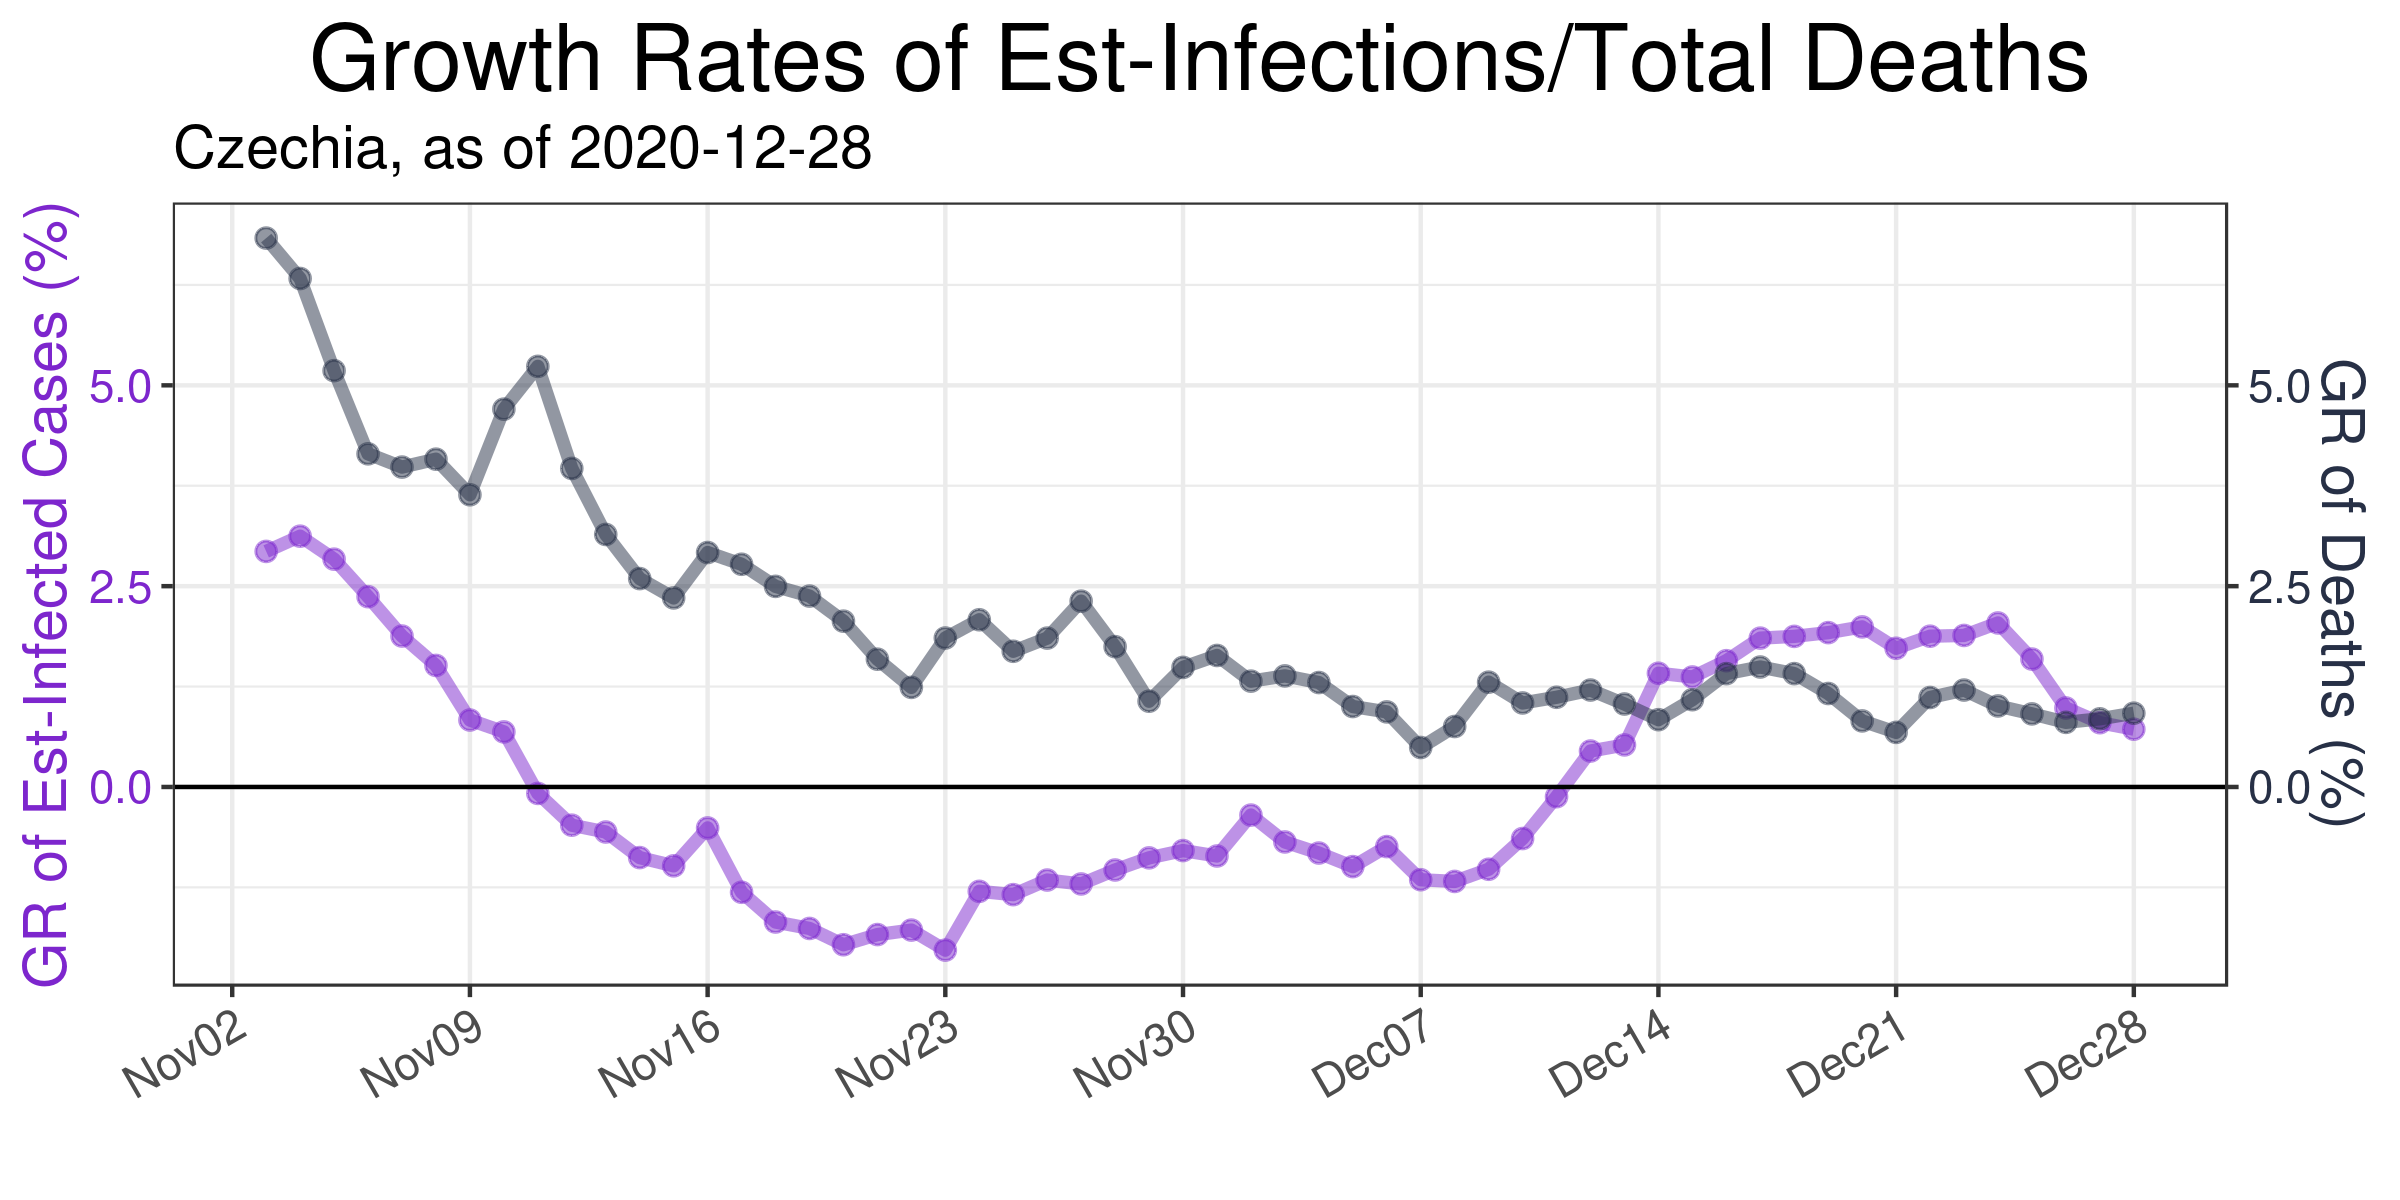 Growth Rates of Est-Infections/Total Deaths
Czechia, as of 2020-12-28
GR of Est-Infected Cases (%)
5.0
2.5
0.0
5.0
2.5
0.0
GR of Deaths (%)
Nov02
Nov09
Nov16
Nov23
Nov30
Dec07
Dec14
Dec21
Dec28